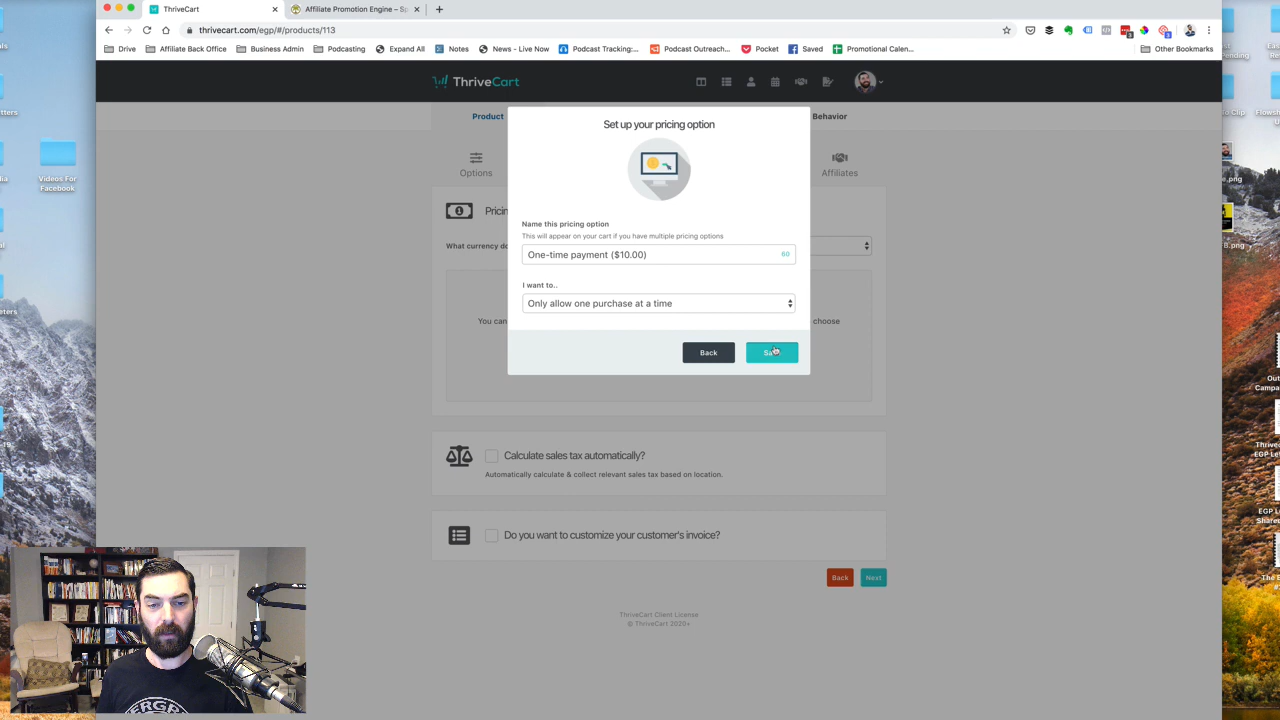 ThriveCart
Affiliate Promotion Engine – Sp
thrivecart.com/egp/#/products/113
Drive
Affiliate Back Office
Business Admin
Podcasting
Expand All
Notes
News - Live Now
Podcast Tracking:...
Podcast Outreach...
Pocket
Saved
Promotional Calen...
Other Bookmarks
ThriveCart
Product
Behavior
Options
Affiliates
Set up your pricing option
Name this pricing option
This will appear on your cart if you have multiple pricing options
One-time payment ($10.00)
60
I want to..
Only allow one purchase at a time
Back
What currency do
You can
choose
Calculate sales tax automatically?
Automatically calculate & collect relevant sales tax based on location.
Do you want to customize your customer's invoice?
Back
Next
ThriveCart Client License
© ThriveCart 2020+
Videos For
Facebook